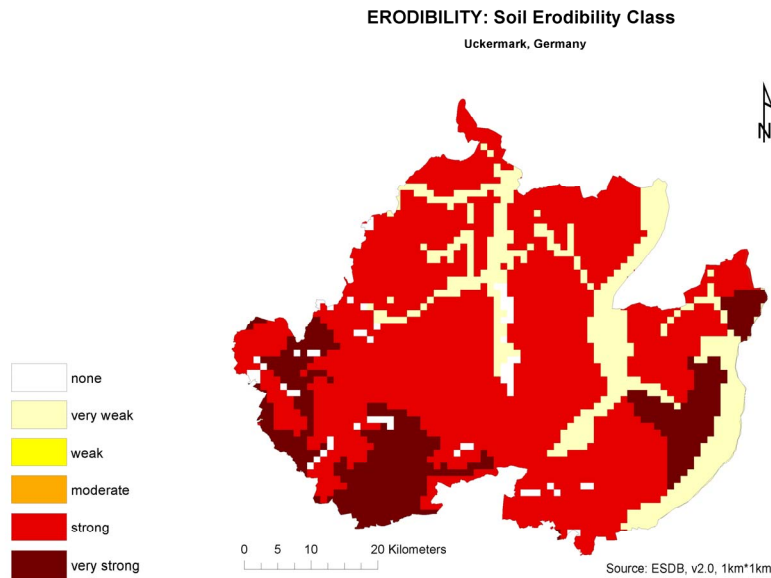 ERODIBILITY: Soil Erodibility Class
Uckermark, Germany
N
none
very weak
weak
moderate
strong
very strong
0 5 10 20 Kilometers
Source: ESDB, v2.0, 1km*1km